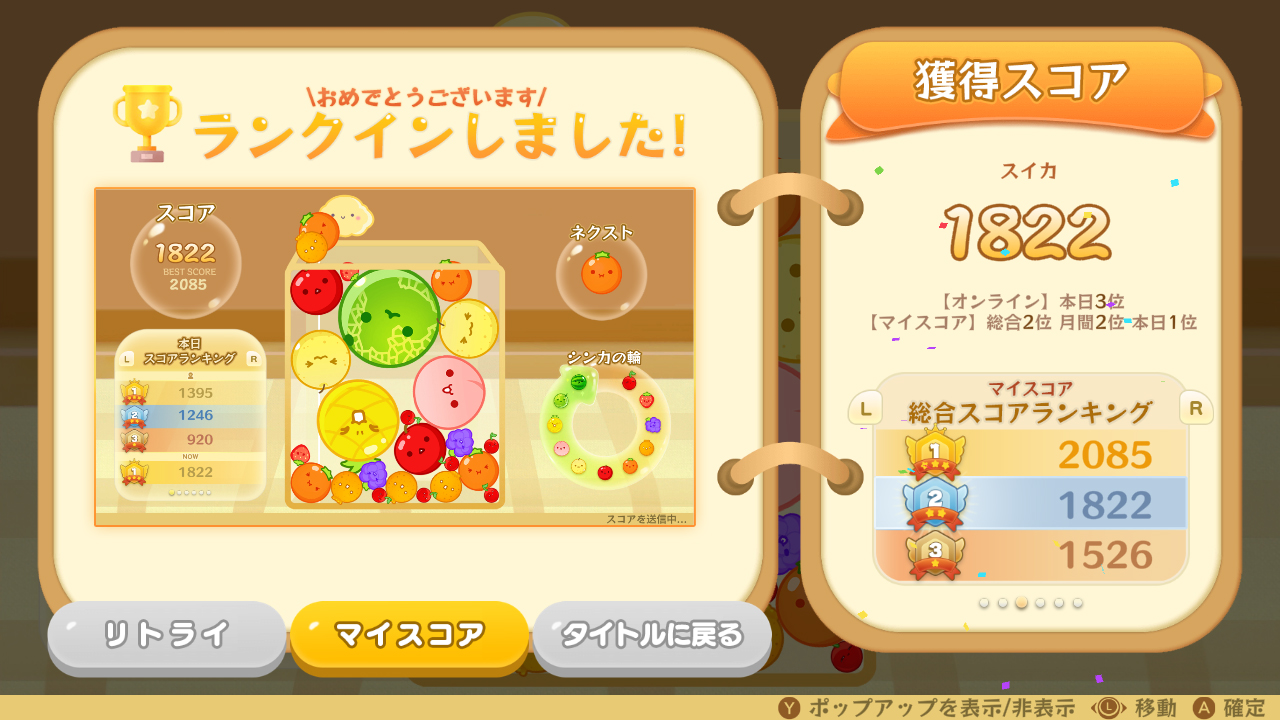 \おめでとうございます/
ランクインしました!
スコア
1822
BEST SCORE
2085
本日
L スコアランキング R
1 1395
2 1246
3 920
NOW
1 1822
ネクスト
シンカの輪
スコアを送信中...
リトライ
マイスコア
タイトルに戻る
獲得スコア
スイカ
1822
【オンライン】本日3位
【マイスコア】総合2位 月間2位 本日1位
マイスコア
L 総合スコアランキング R
1 2085
2 1822
3 1526
Y ポップアップを表示/非表示 L 移動 A 確定